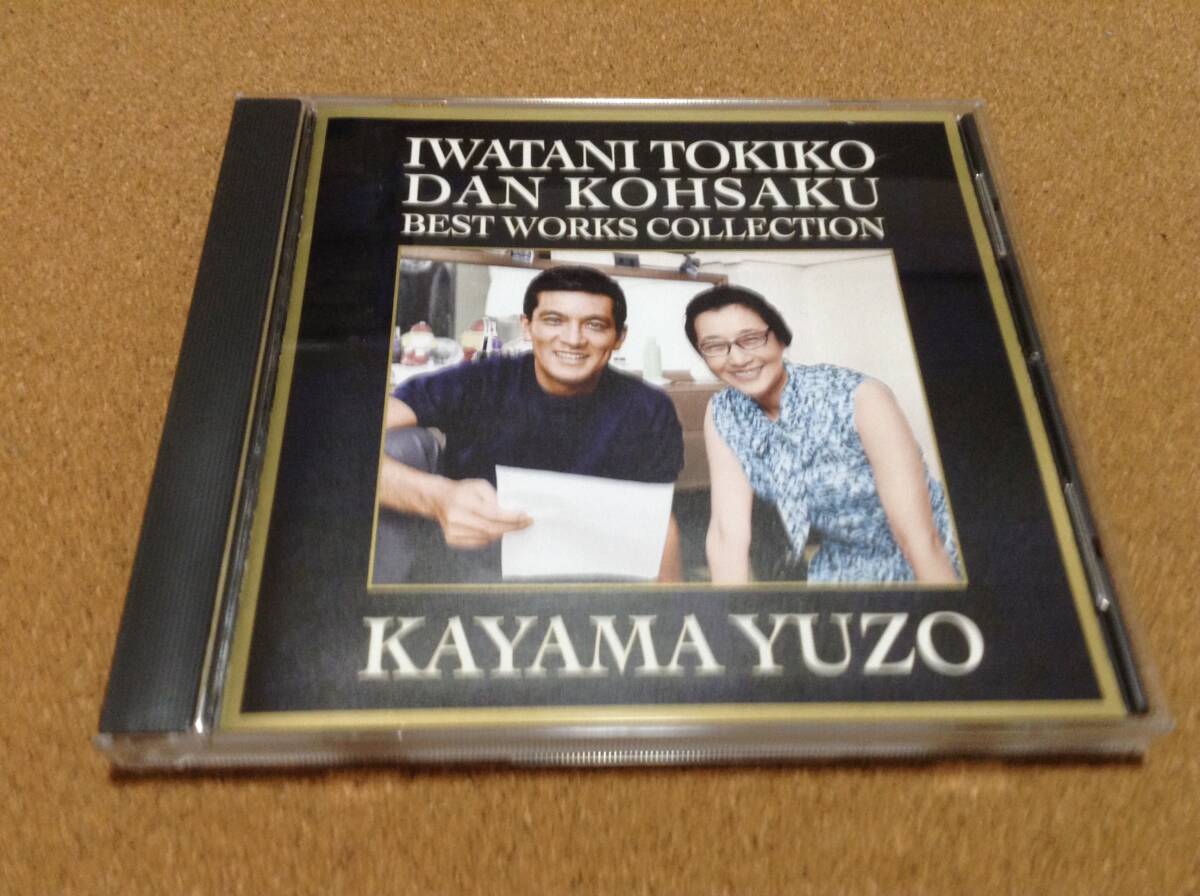 IWATANI TOKIKO
DAN KOHSAKU
BEST WORKS COLLECTION
KAYAMA YUZO